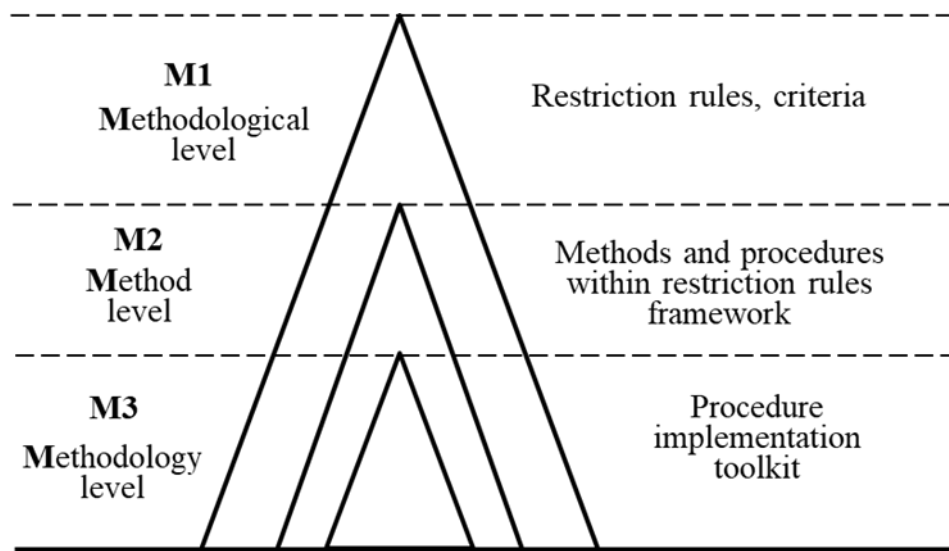 M1
Methodological
level
Restriction rules, criteria
M2
Method
level
Methods and procedures
within restriction rules
framework
M3
Methodology
level
Procedure
implementation
toolkit